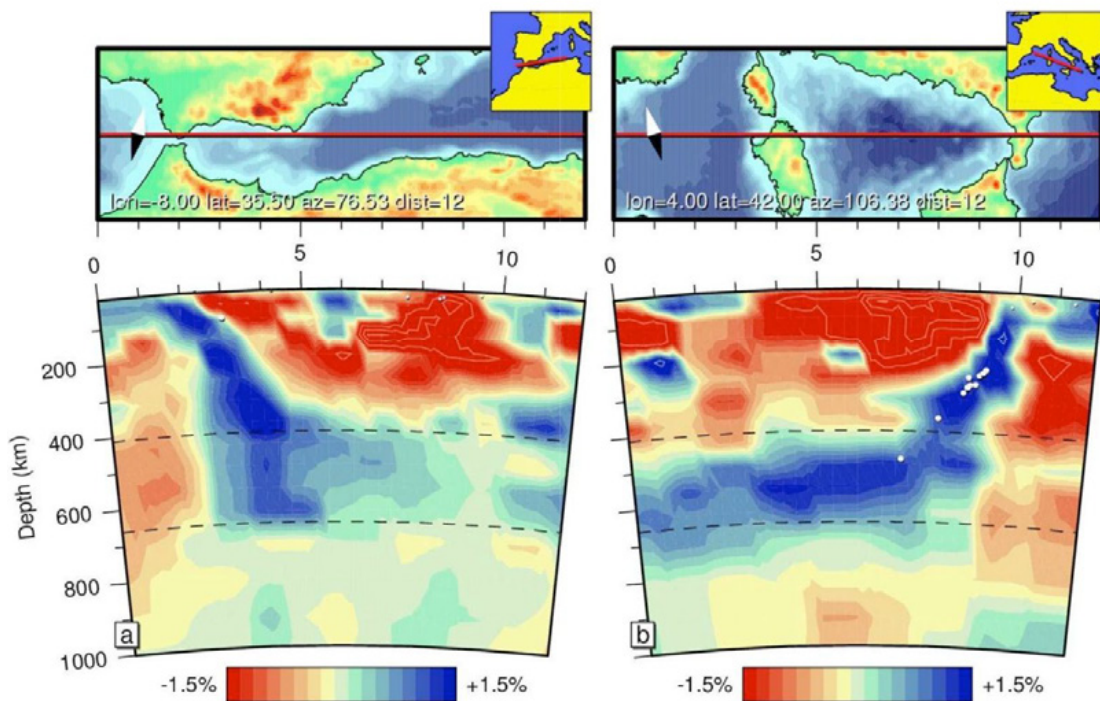 lon=-8.00 lat=35.50 az=76.53 dist=12
lon=4.00 lat=42.00 az=106.38 dist=12
0 5 10
0 5 10
200
400
600
800
1000
Depth (km)
a
b
-1.5% +1.5%
-1.5% +1.5%